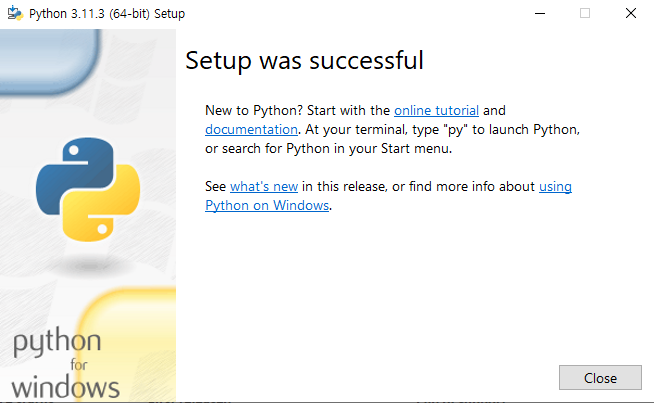 Python 3.11.3 (64-bit) Setup
Setup was successful
New to Python? Start with the online tutorial and
documentation. At your terminal, type "py" to launch Python,
or search for Python in your Start menu.
See what's new in this release, or find more info about using
Python on Windows.
python
for
windows
Close